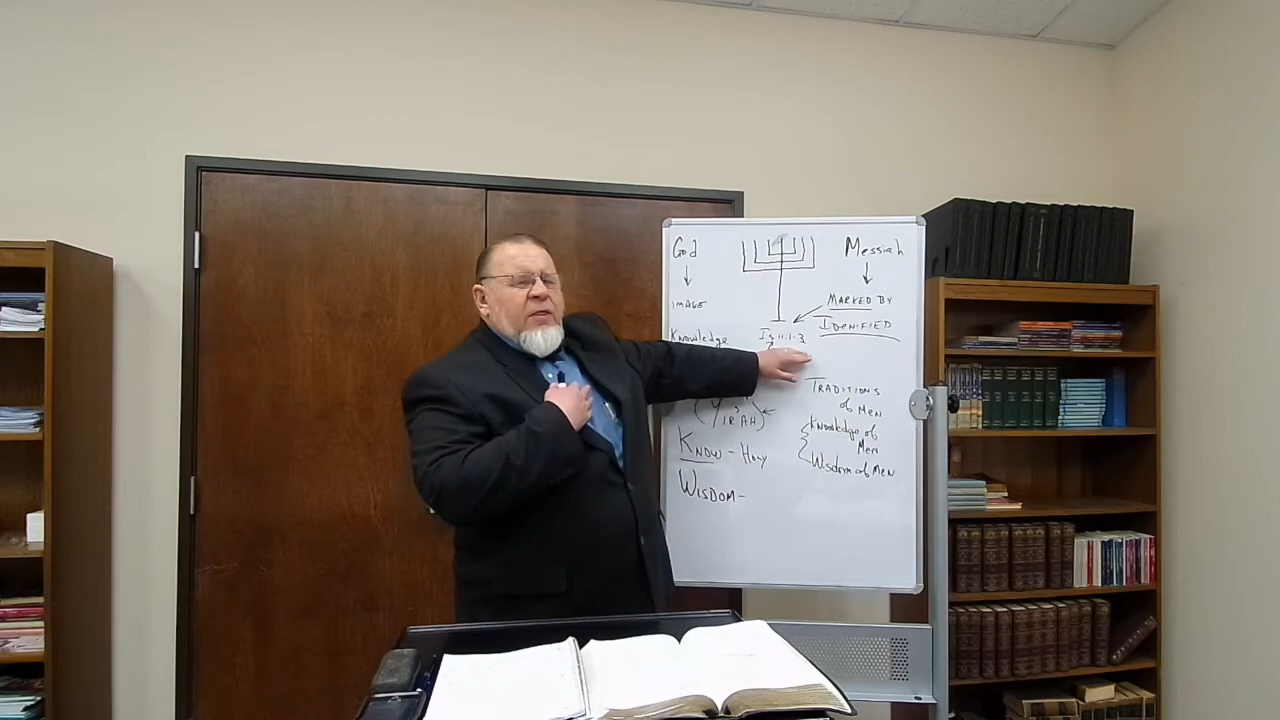 God
Messiah
IMAGE
MARKED BY
IDENIFIED
Knowledge
Is 11:1-3
TRADITIONS
of MEN
(YIRAH)
Knowledge of
MEN
KNOW - HOW
Wisdom of MEN
WISDOM-